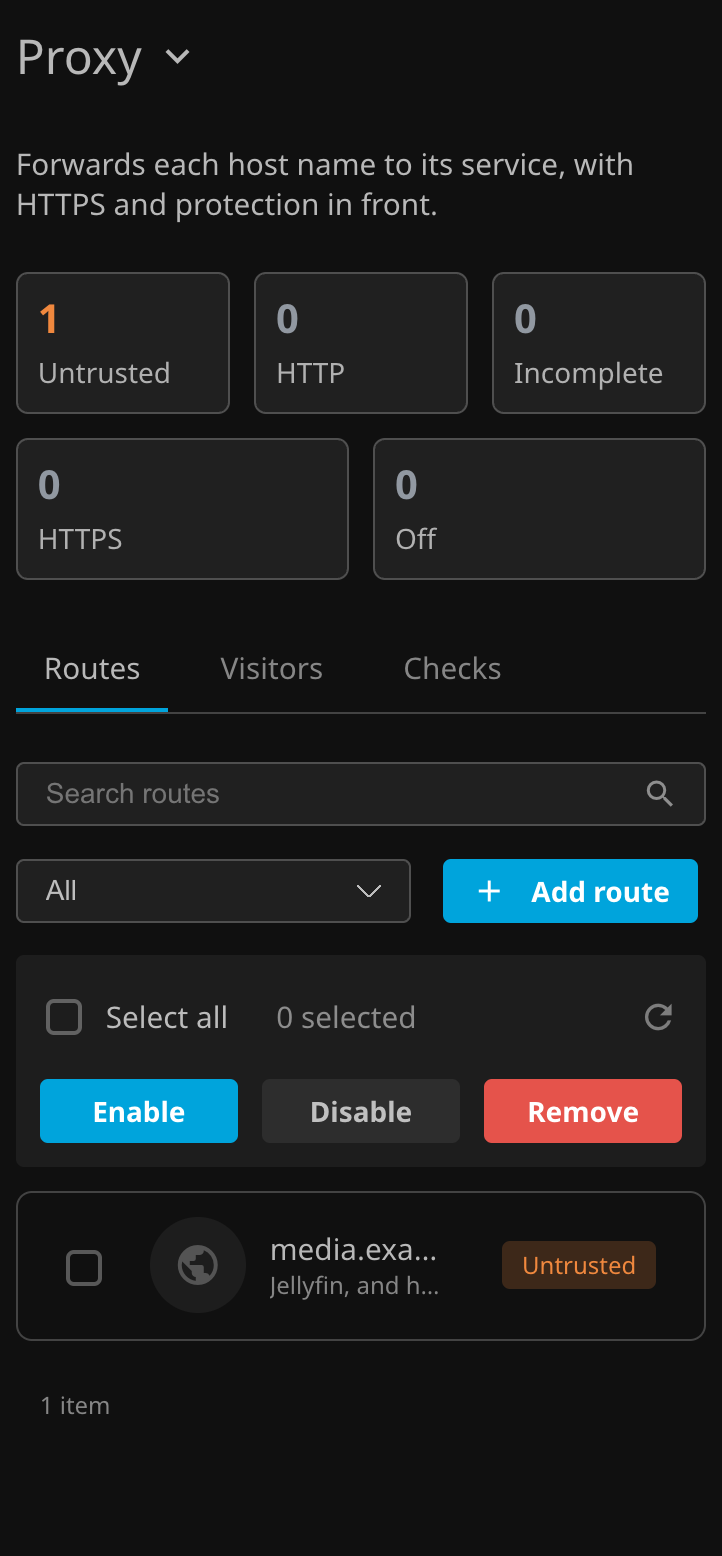 Proxy
Forwards each host name to its service, with
HTTPS and protection in front.
1
Untrusted
0
HTTP
0
Incomplete
0
HTTPS
0
Off
Routes Visitors Checks
Search routes
All
+ Add route
Select all 0 selected
Enable Disable Remove
media.exa...
Jellyfin, and h...
Untrusted
1 item